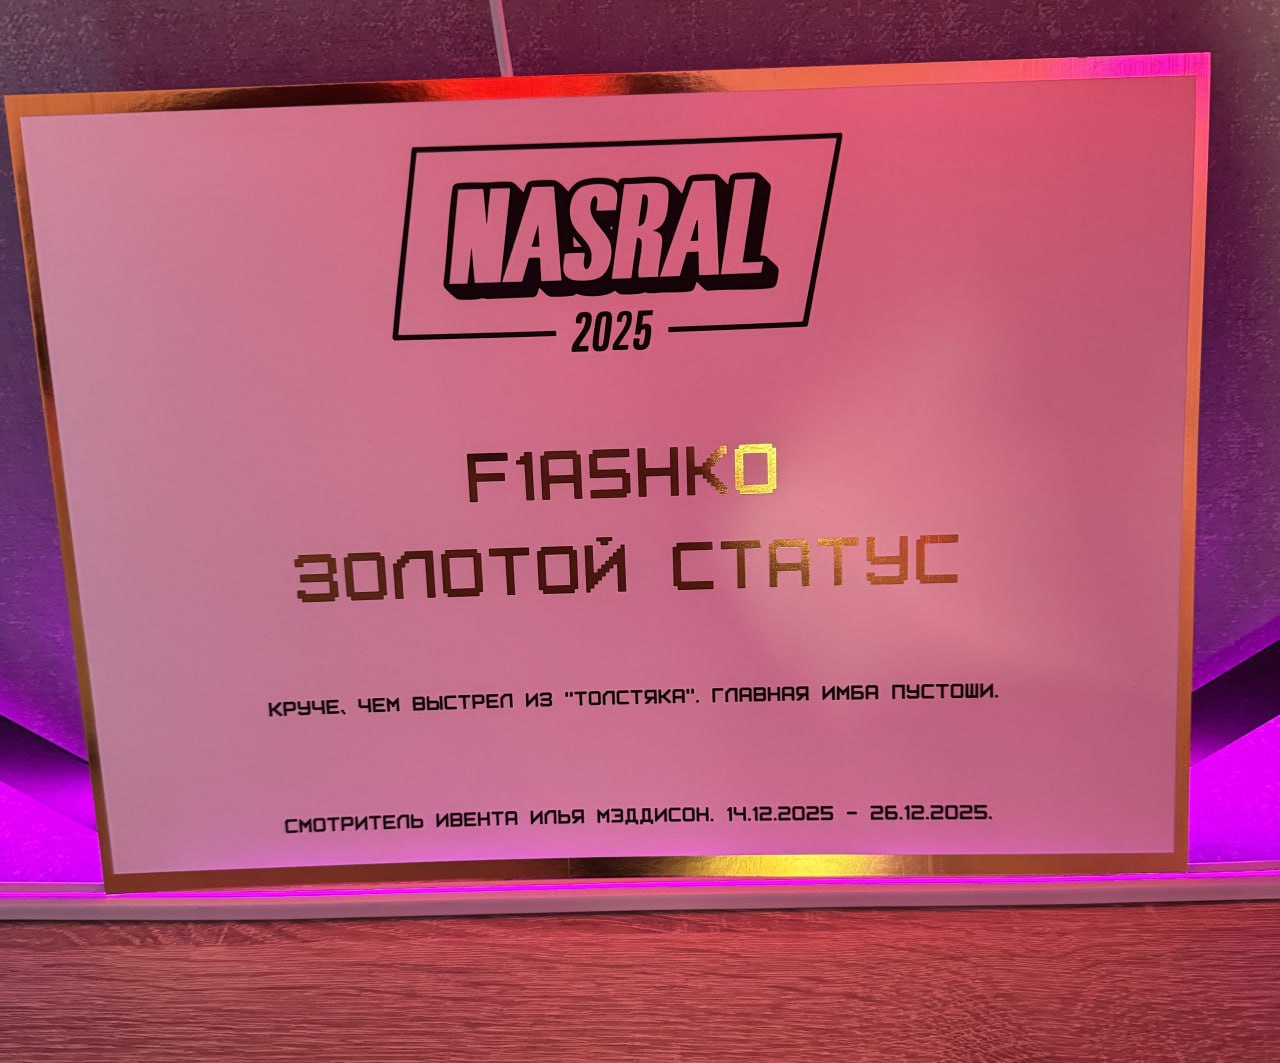 NASRAL
2025
F1ASHKO
ЗОЛОТОЙ СТАТУС
КРУЧЕ, ЧЕМ ВЫСТРЕЛ ИЗ "ТОЛСТЯКА". ГЛАВНАЯ ИМБА ПУСТОШИ.
СМОТРИТЕЛЬ ИВЕНТА ИЛЬЯ МЭДДИСОН. 14.12.2025 - 26.12.2025.